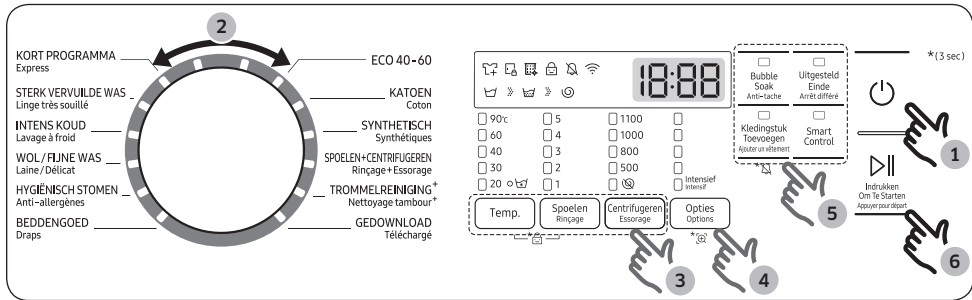 2
KORT PROGRAMMA
Express
STERK VERVUILDE WAS
Linge très souillé
INTENS KOUD
Lavage à froid
WOL/FIJNE WAS
Laine/Délicat
HYGIËNISCH STOMEN
Anti-allergènes
BEDDENGOED
Draps
ECO 40-60
KATOEN
Coton
SYNTHETISCH
Synthétiques
SPOELEN+CENTRIFUGEREN
Rinçage+Essorage
TROMMELREINIGING+
Nettoyage tambour+
GEDOWNLOAD
Téléchargé
18:88
90℃ 5 1100
60 4 1000
40 3 800
30 2 500
20 1 Intensief
Intensif
Temp.
Spoelen
Rinçage
Centrifugeren
Essorage
Opties
Options
*
*
3
4
Bubble
Soak
Anti-tache
Uitgesteld
Einde
Arrêt différé
Kledingstuk
Toevoegen
Ajouter un vêtement
Smart
Control
*
5
*(3 sec)
1
Indrukken
Om Te Starten
Appuyer pour départ
6